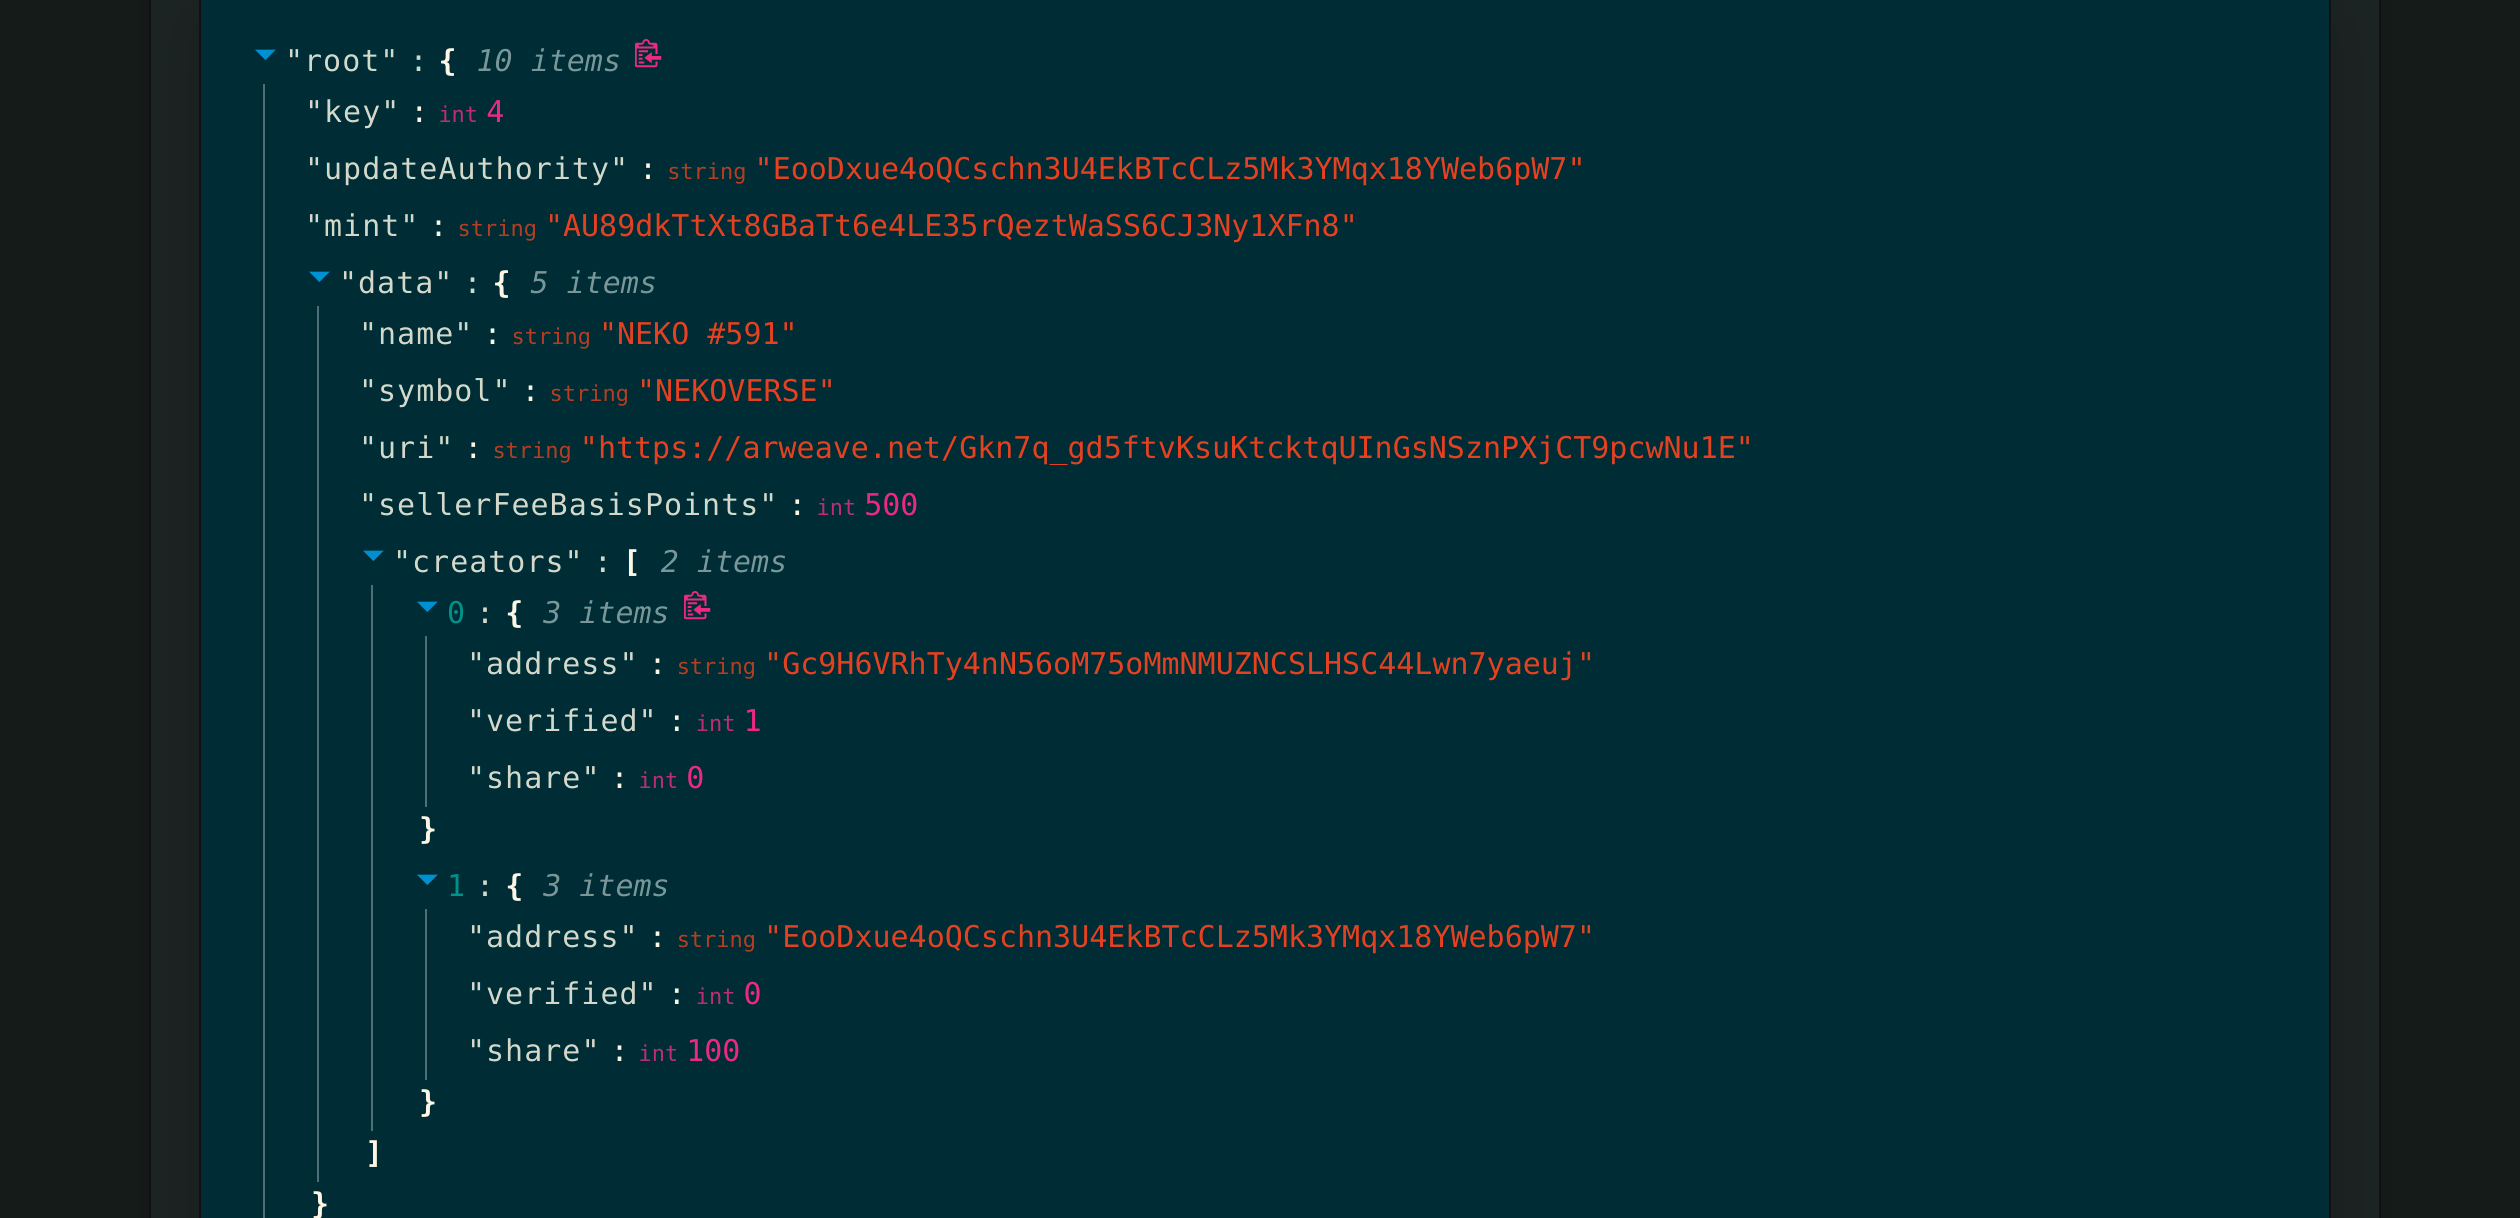 "root" : { 10 items
"key" : int 4
"updateAuthority" : string "EooDxue4oQCschn3U4EkBTcCLz5Mk3YMqx18YWeb6pW7"
"mint" : string "AU89dkTtXt8GBaTt6e4LE35rQeztWaSS6CJ3Ny1XFn8"
"data" : { 5 items
"name" : string "NEKO #591"
"symbol" : string "NEKOVERSE"
"uri" : string "https://arweave.net/Gkn7q_gd5ftvKsuKtcktqUInGsNSznPXjCT9pcwNu1E"
"sellerFeeBasisPoints" : int 500
"creators" : [ 2 items
0 : { 3 items
"address" : string "Gc9H6VRhTy4nN56oM75oMmNMUZNCSLHSC44Lwn7yaeuj"
"verified" : int 1
"share" : int 0
}
1 : { 3 items
"address" : string "EooDxue4oQCschn3U4EkBTcCLz5Mk3YMqx18YWeb6pW7"
"verified" : int 0
"share" : int 100
}
]
}